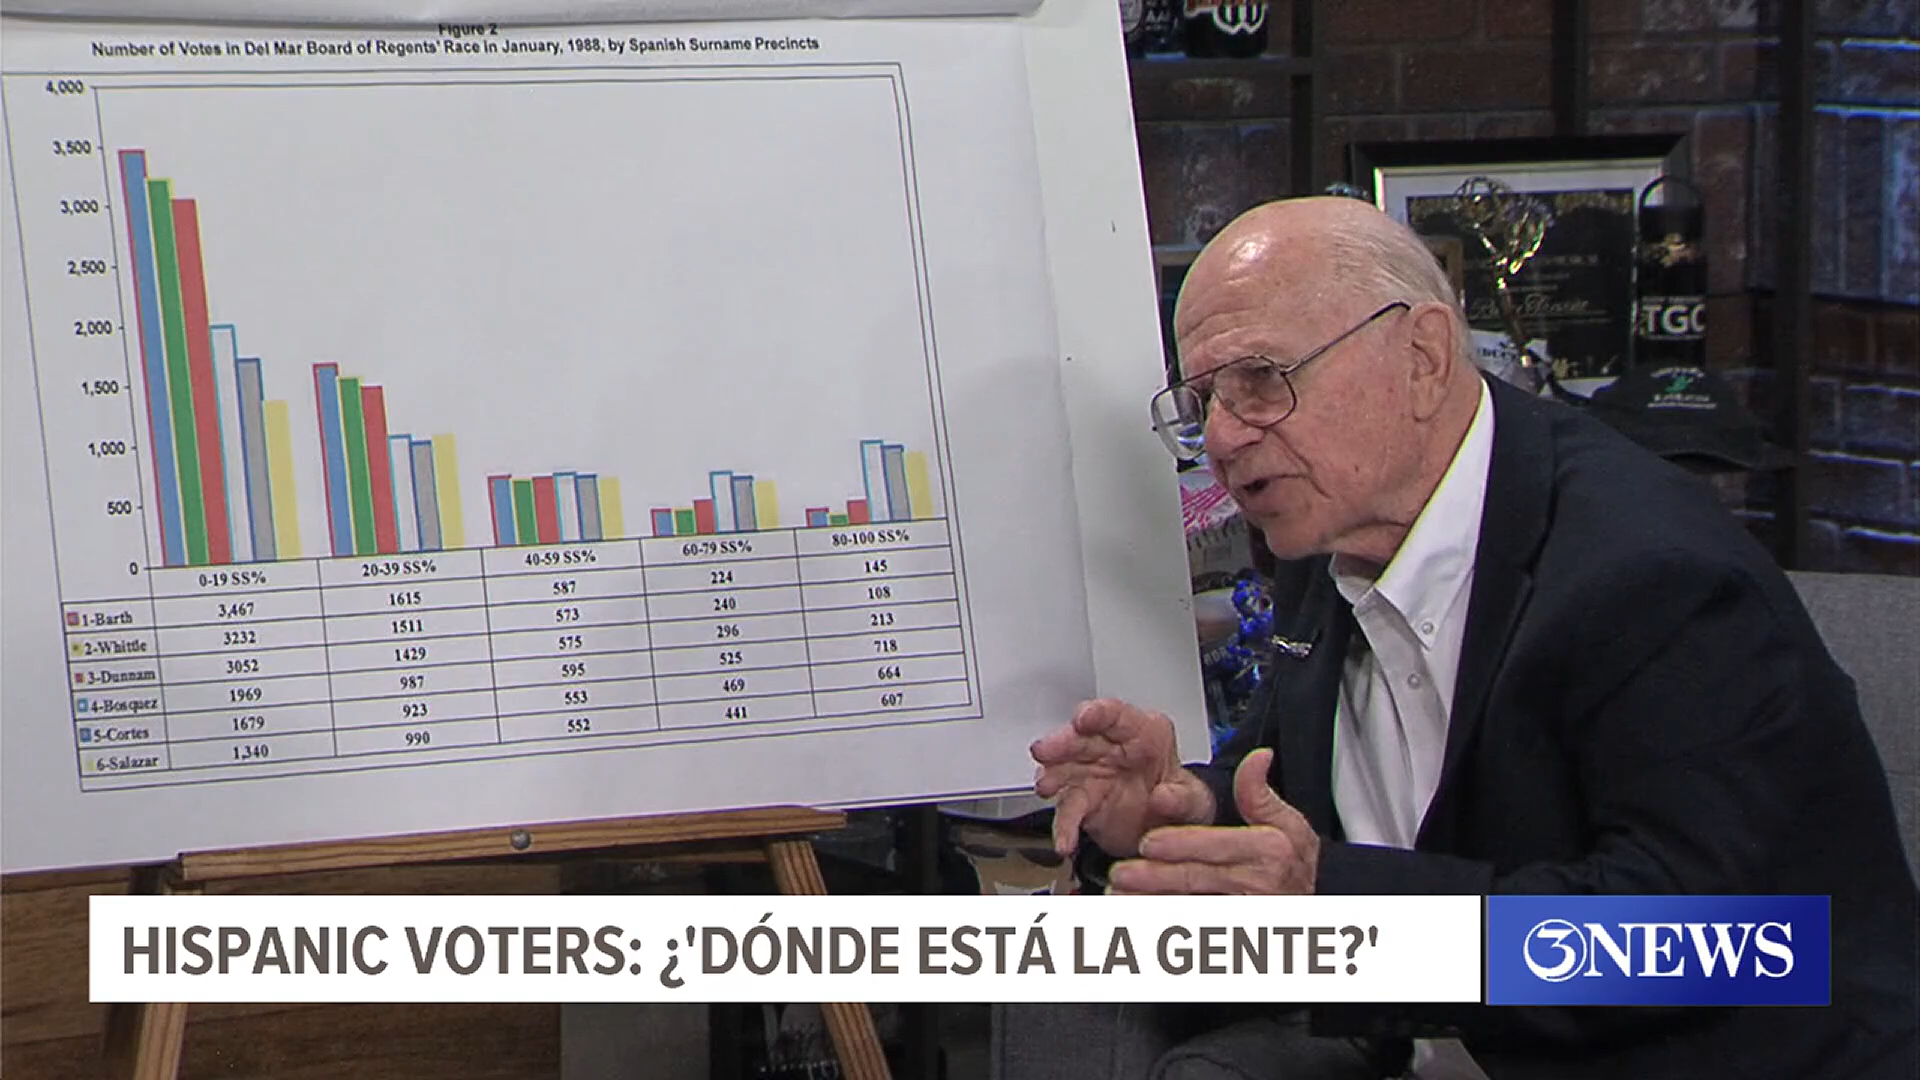 Figure 2
Number of Votes in Del Mar Board of Regents' Race in January, 1988, by Spanish Surname Precincts
4,000
3,500
3,000
2,500
2,000
1,500
1,000
500
0
0-19 SS% 20-39 SS% 40-59 SS% 60-79 SS% 80-100 SS%
1-Barth 3,467 1615 587 224 145
2-Whittle 3232 1511 573 240 108
3-Dunnam 3052 1429 575 296 213
4-Bosquez 1969 987 595 525 718
5-Cortes 1679 923 553 469 664
6-Salazar 1,340 990 552 441 607
TGC
HISPANIC VOTERS: ¿'DÓNDE ESTÁ LA GENTE?'
3NEWS